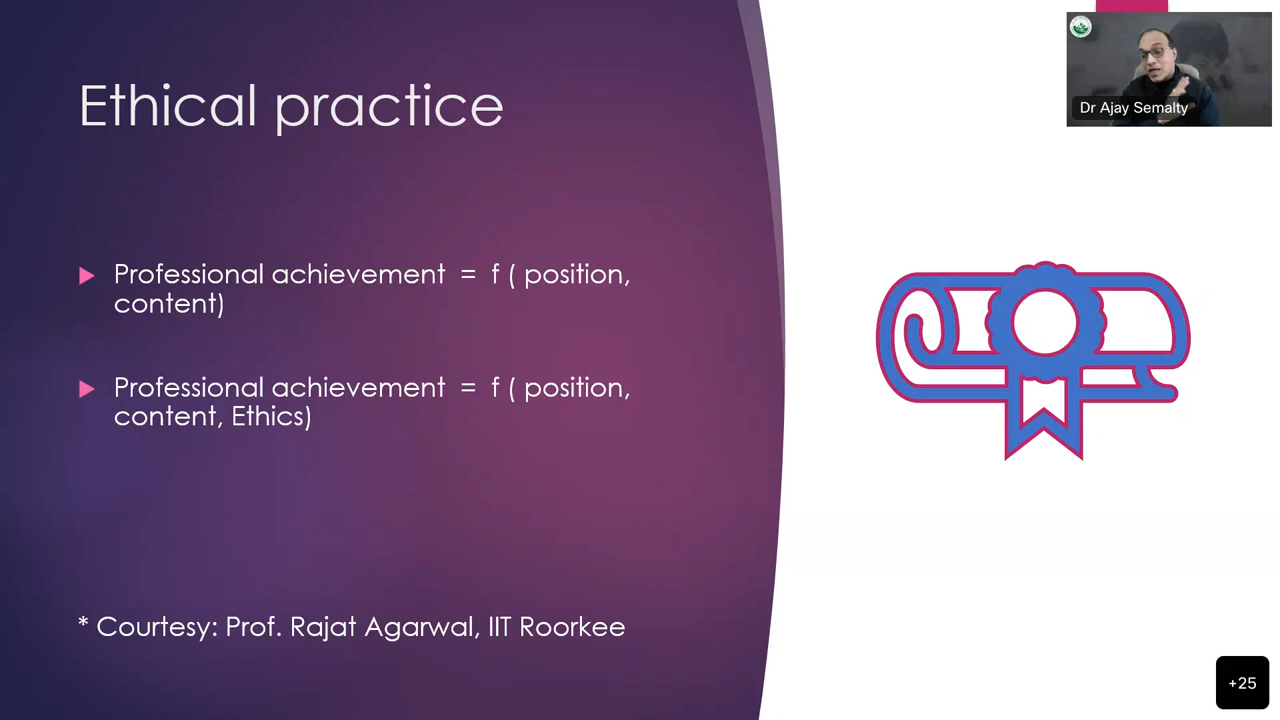 Ethical practice
Professional achievement = f ( position,
content)
Professional achievement = f ( position,
content, Ethics)
* Courtesy: Prof. Rajat Agarwal, IIT Roorkee
Dr Ajay Semalty
+25